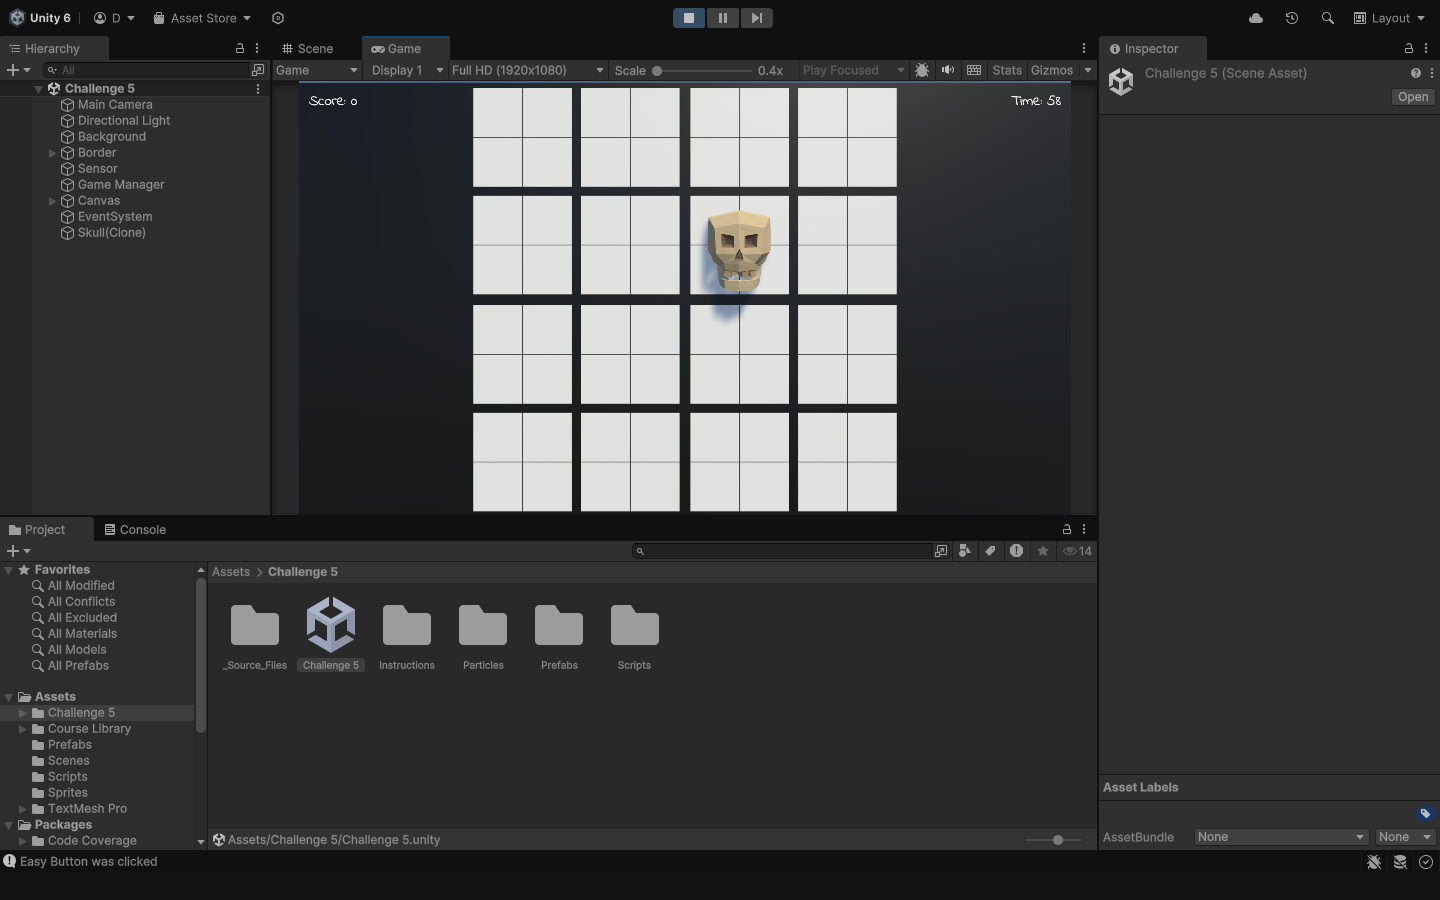 Unity 6
D
Asset Store
Layout
Hierarchy
Scene
Game
Inspector
All
Game
Display 1
Full HD (1920x1080)
Scale
0.4x
Play Focused
Stats
Gizmos
Challenge 5 (Scene Asset)
Open
Challenge 5
Main Camera
Directional Light
Background
Border
Sensor
Game Manager
Canvas
EventSystem
Skull(Clone)
Score: 0
Time: 58
Project
Console
14
Favorites
All Modified
All Conflicts
All Excluded
All Materials
All Models
All Prefabs
Assets
Challenge 5
Course Library
Prefabs
Scenes
Scripts
Sprites
TextMesh Pro
Packages
Code Coverage
Assets > Challenge 5
_Source_Files
Challenge 5
Instructions
Particles
Prefabs
Scripts
Assets/Challenge 5/Challenge 5.unity
Asset Labels
AssetBundle
None
None
Easy Button was clicked